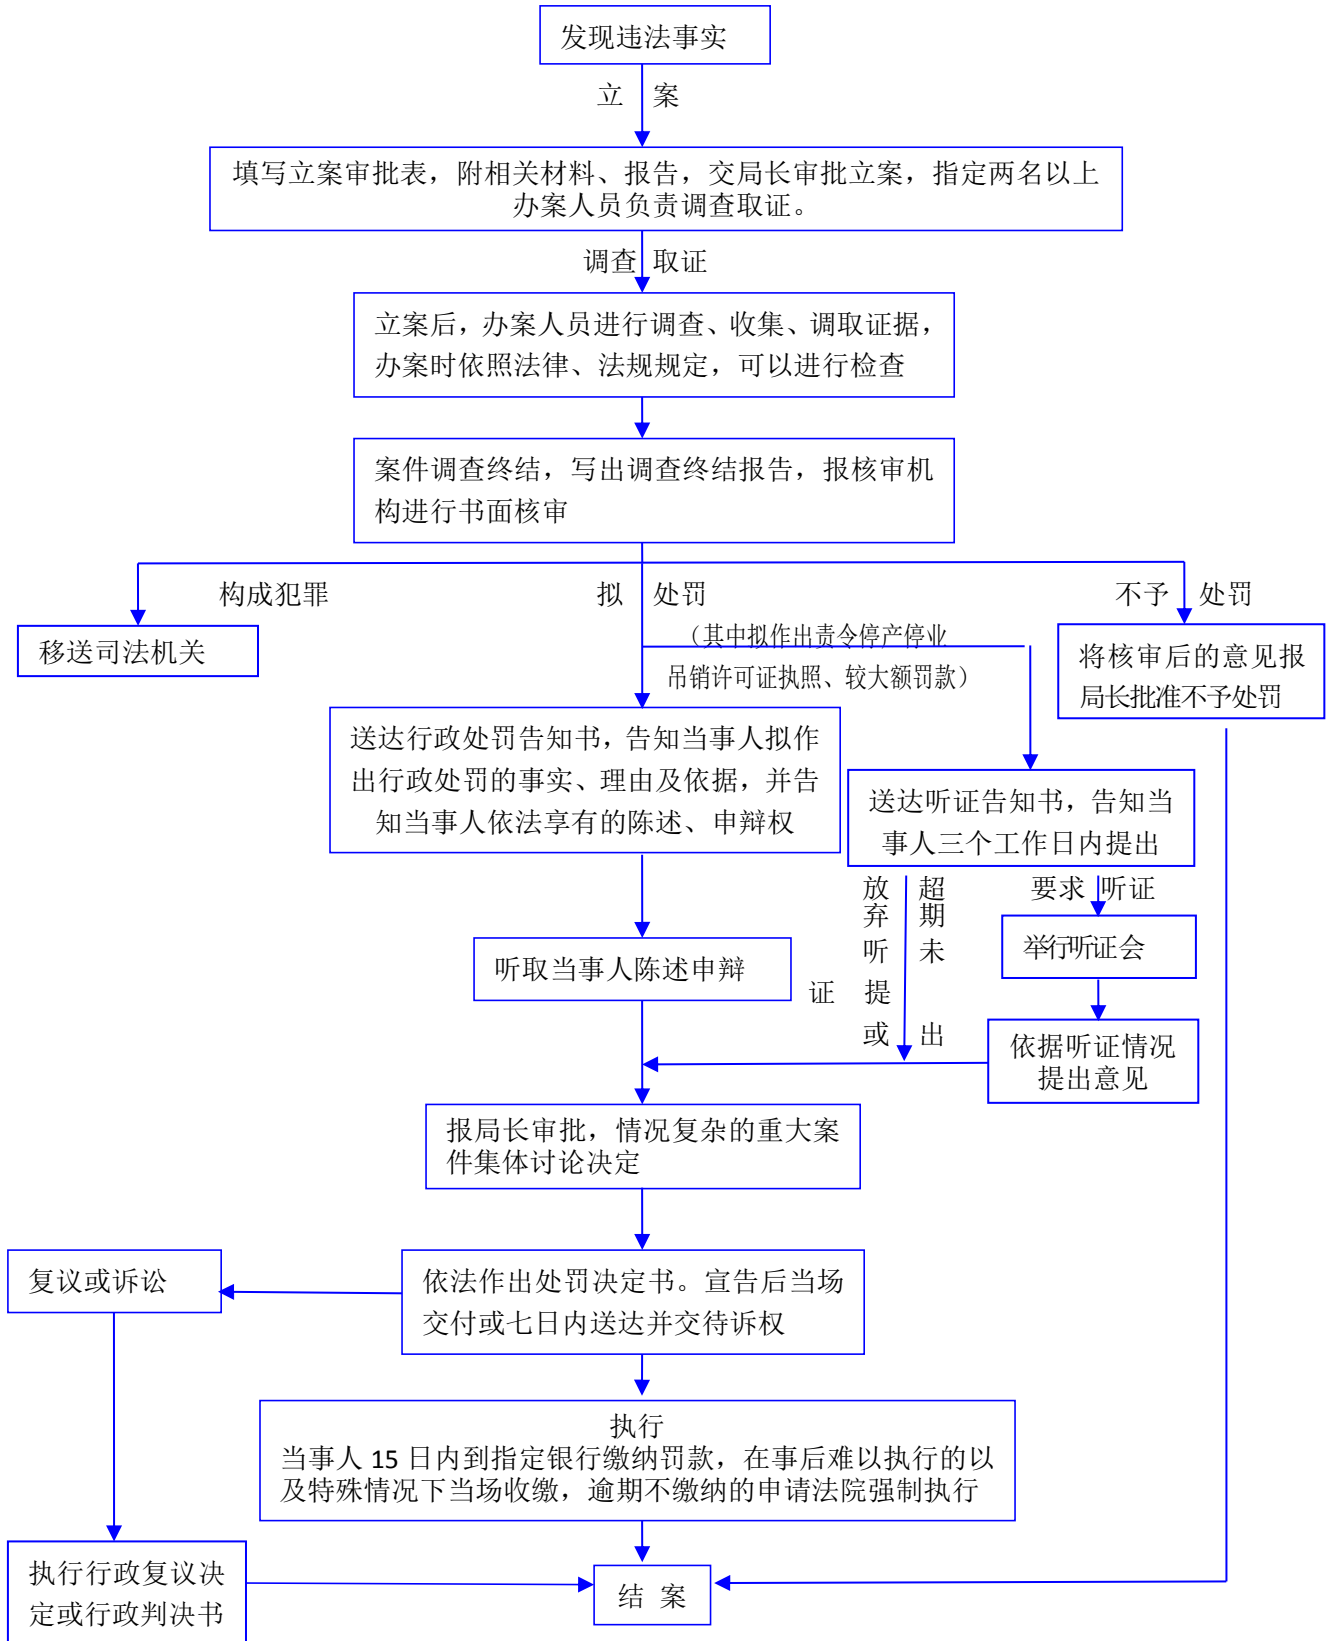 发现违法事实
立 案
填写立案审批表，附相关材料、报告，交局长审批立案，指定两名以上
办案人员负责调查取证。
调查 取证
立案后，办案人员进行调查、收集、调取证据，
办案时依照法律、法规规定，可以进行检查
案件调查终结，写出调查终结报告，报核审机
构进行书面核审
构成犯罪
拟 处罚
不予 处罚
移送司法机关
（其中拟作出责令停产停业
吊销许可证执照、较大额罚款）
将核审后的意见报
局长批准不予处罚
送达行政处罚告知书，告知当事人拟作
出行政处罚的事实、理由及依据，并告
知当事人依法享有的陈述、申辩权
送达听证告知书，告知当
事人三个工作日内提出
放 超
弃 期
听 未
证 提
或 出
要求 听证
举行听证会
听取当事人陈述申辩
依据听证情况
提出意见
报局长审批，情况复杂的重大案
件集体讨论决定
复议或诉讼
依法作出处罚决定书。宣告后当场
交付或七日内送达并交待诉权
执行
当事人 15 日内到指定银行缴纳罚款，在事后难以执行的以
及特殊情况下当场收缴，逾期不缴纳的申请法院强制执行
执行行政复议决
定或行政判决书
结 案